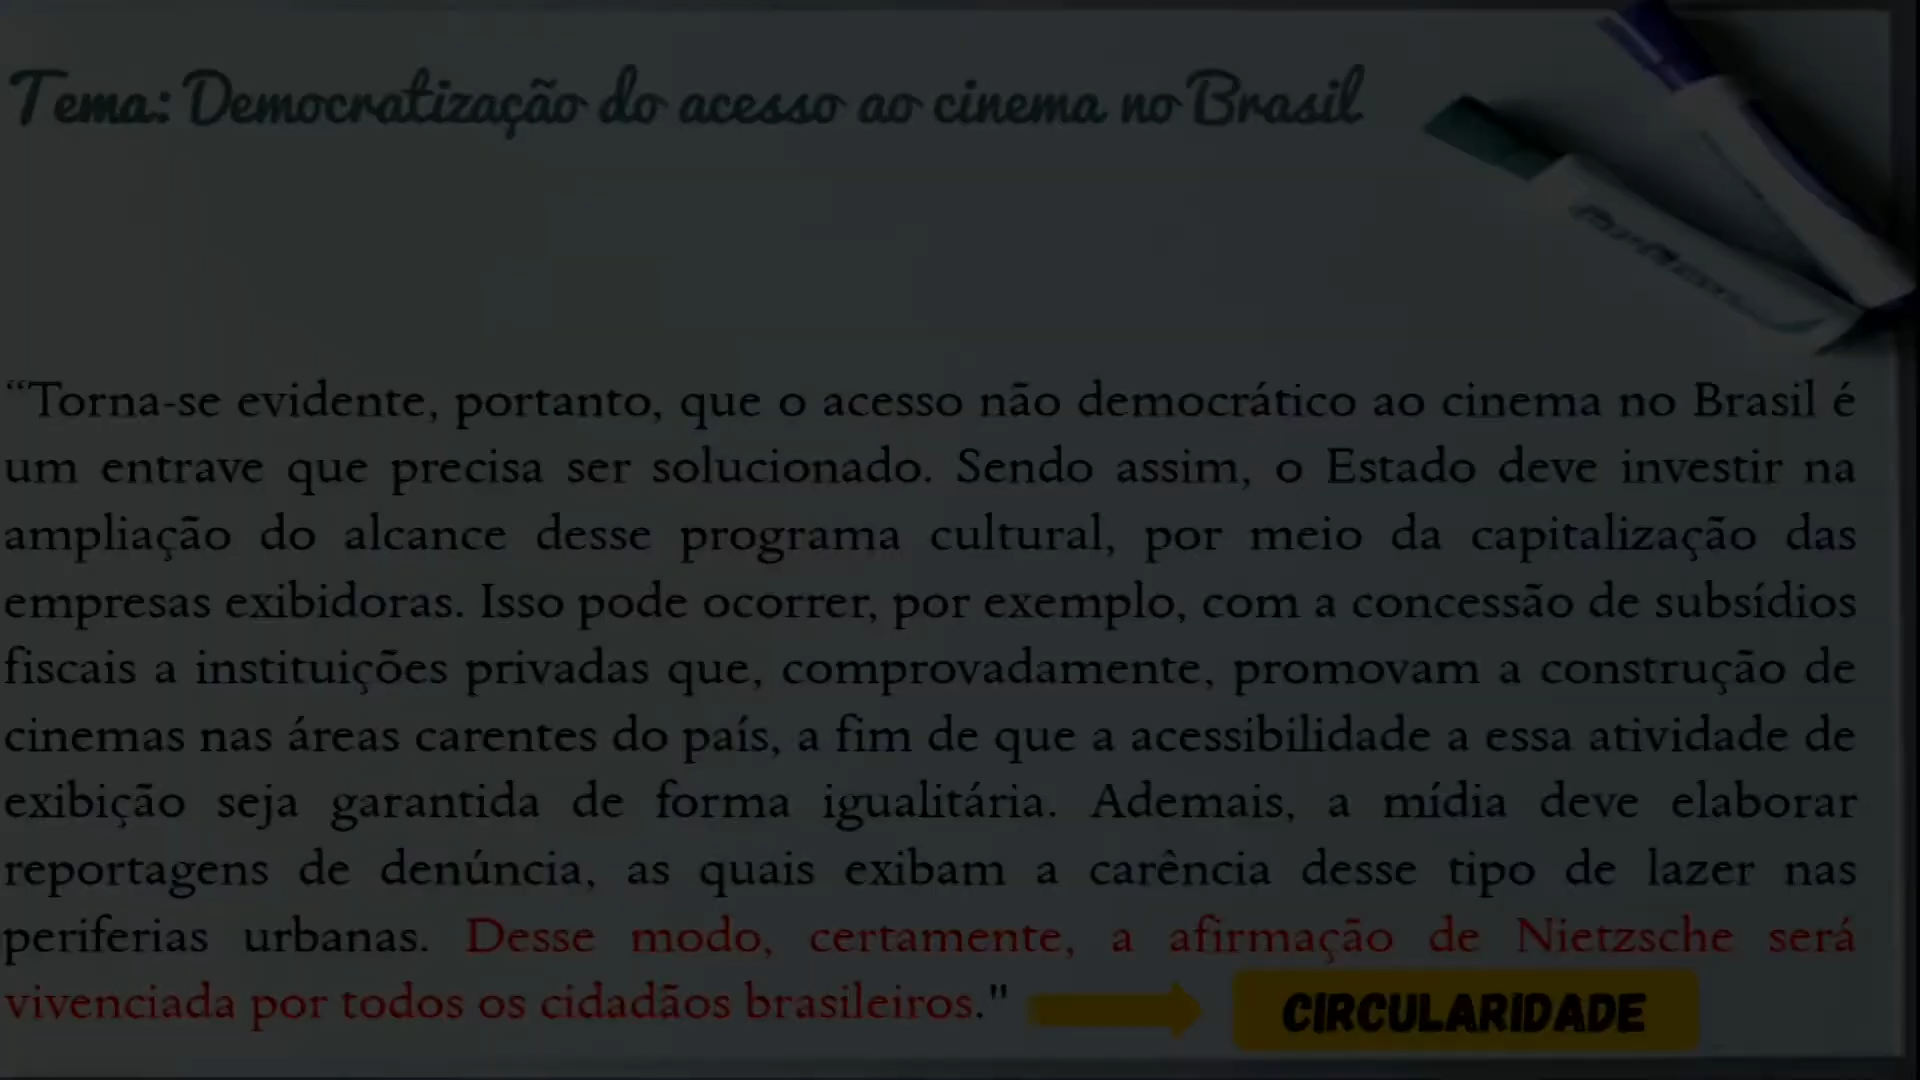 Tema: Democratização do acesso ao cinema no Brasil
“Torna-se evidente, portanto, que o acesso não democrático ao cinema no Brasil é
um entrave que precisa ser solucionado. Sendo assim, o Estado deve investir na
ampliação do alcance desse programa cultural, por meio da capitalização das
empresas exibidoras. Isso pode ocorrer, por exemplo, com a concessão de subsídios
fiscais a instituições privadas que, comprovadamente, promovam a construção de
cinemas nas áreas carentes do país, a fim de que a acessibilidade a essa atividade de
exibição seja garantida de forma igualitária. Ademais, a mídia deve elaborar
reportagens de denúncia, as quais exibam a carência desse tipo de lazer nas
periferias urbanas. Desse modo, certamente, a afirmação de Nietzsche será
vivenciada por todos os cidadãos brasileiros."
CIRCULARIDADE